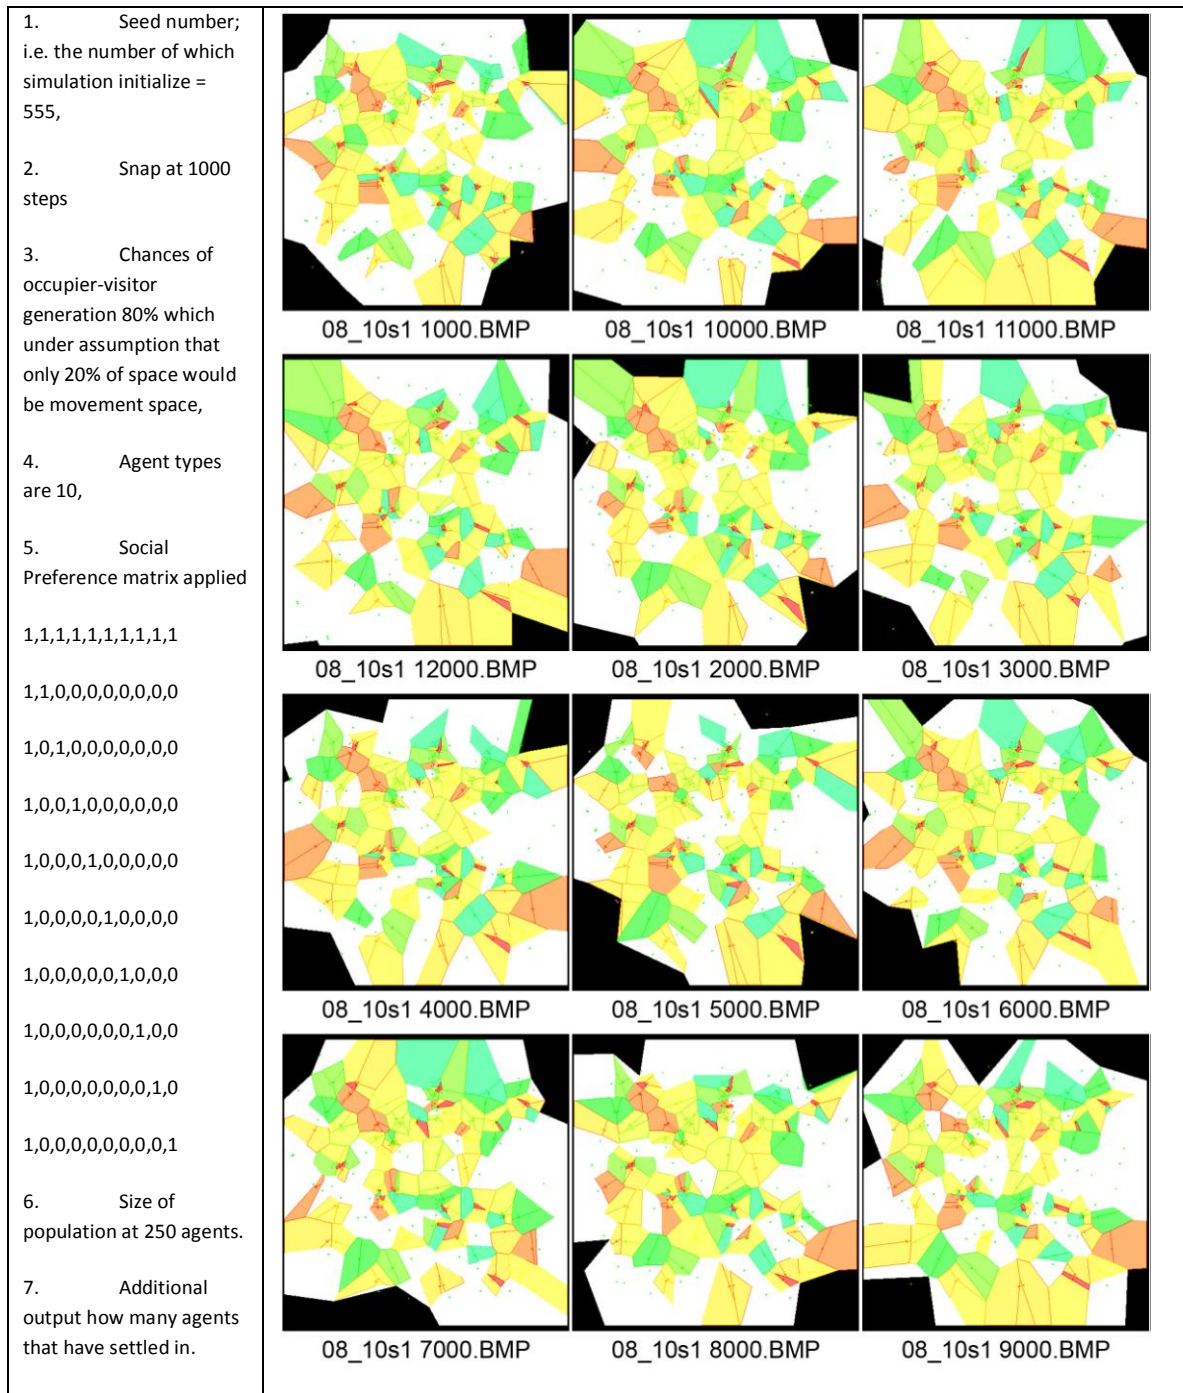 1. Seed number;
i.e. the number of which
simulation initialize =
555,
2. Snap at 1000
steps
3. Chances of
occupier-visitor
generation 80% which
under assumption that
only 20% of space would
be movement space,
4. Agent types
are 10,
5. Social
Preference matrix applied
1,1,1,1,1,1,1,1,1,1
1,1,0,0,0,0,0,0,0,0
1,0,1,0,0,0,0,0,0,0
1,0,0,1,0,0,0,0,0,0
1,0,0,0,1,0,0,0,0,0
1,0,0,0,0,1,0,0,0,0
1,0,0,0,0,0,1,0,0,0
1,0,0,0,0,0,0,1,0,0
1,0,0,0,0,0,0,0,1,0
1,0,0,0,0,0,0,0,0,1
6. Size of
population at 250 agents.
7. Additional
output how many agents
that have settled in.
08_10s1 1000.BMP
08_10s1 10000.BMP
08_10s1 11000.BMP
08_10s1 12000.BMP
08_10s1 2000.BMP
08_10s1 3000.BMP
08_10s1 4000.BMP
08_10s1 5000.BMP
08_10s1 6000.BMP
08_10s1 7000.BMP
08_10s1 8000.BMP
08_10s1 9000.BMP